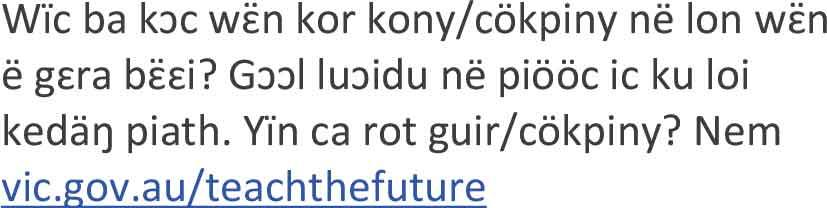 Wïc ba kɔc wɛ̈n kor kony/cökpiny në lon wɛ̈n
ë gɛra bɛ̈ɛi? Gɔɔl luɔidu në piööc ic ku loi
kedäŋ piath. Yïn ca rot guir/cökpiny? Nem
vic.gov.au/teachthefuture